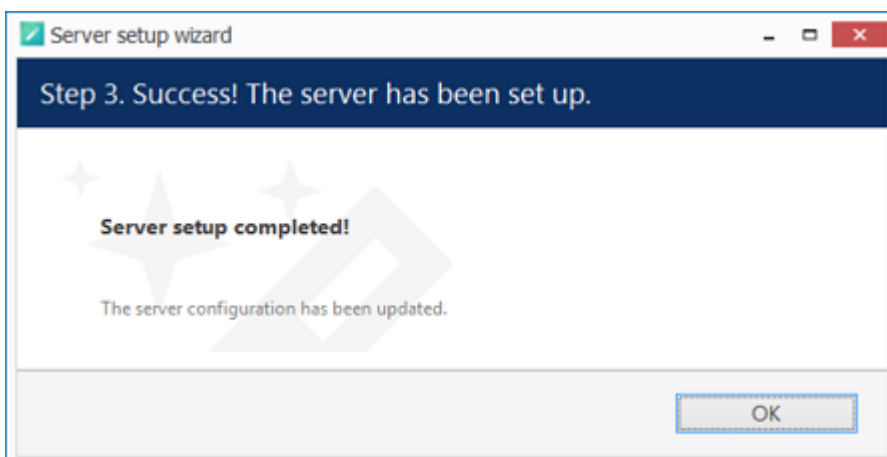 Server setup wizard
Step 3. Success! The server has been set up.
Server setup completed!
The server configuration has been updated.
OK